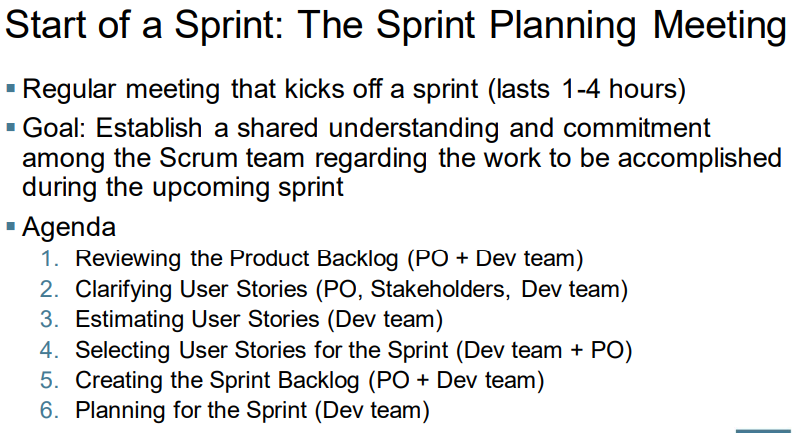 Start of a Sprint: The Sprint Planning Meeting
▪ Regular meeting that kicks off a sprint (lasts 1-4 hours)
▪ Goal: Establish a shared understanding and commitment
among the Scrum team regarding the work to be accomplished
during the upcoming sprint
▪ Agenda
1. Reviewing the Product Backlog (PO + Dev team)
2. Clarifying User Stories (PO, Stakeholders, Dev team)
3. Estimating User Stories (Dev team)
4. Selecting User Stories for the Sprint (Dev team + PO)
5. Creating the Sprint Backlog (PO + Dev team)
6. Planning for the Sprint (Dev team)